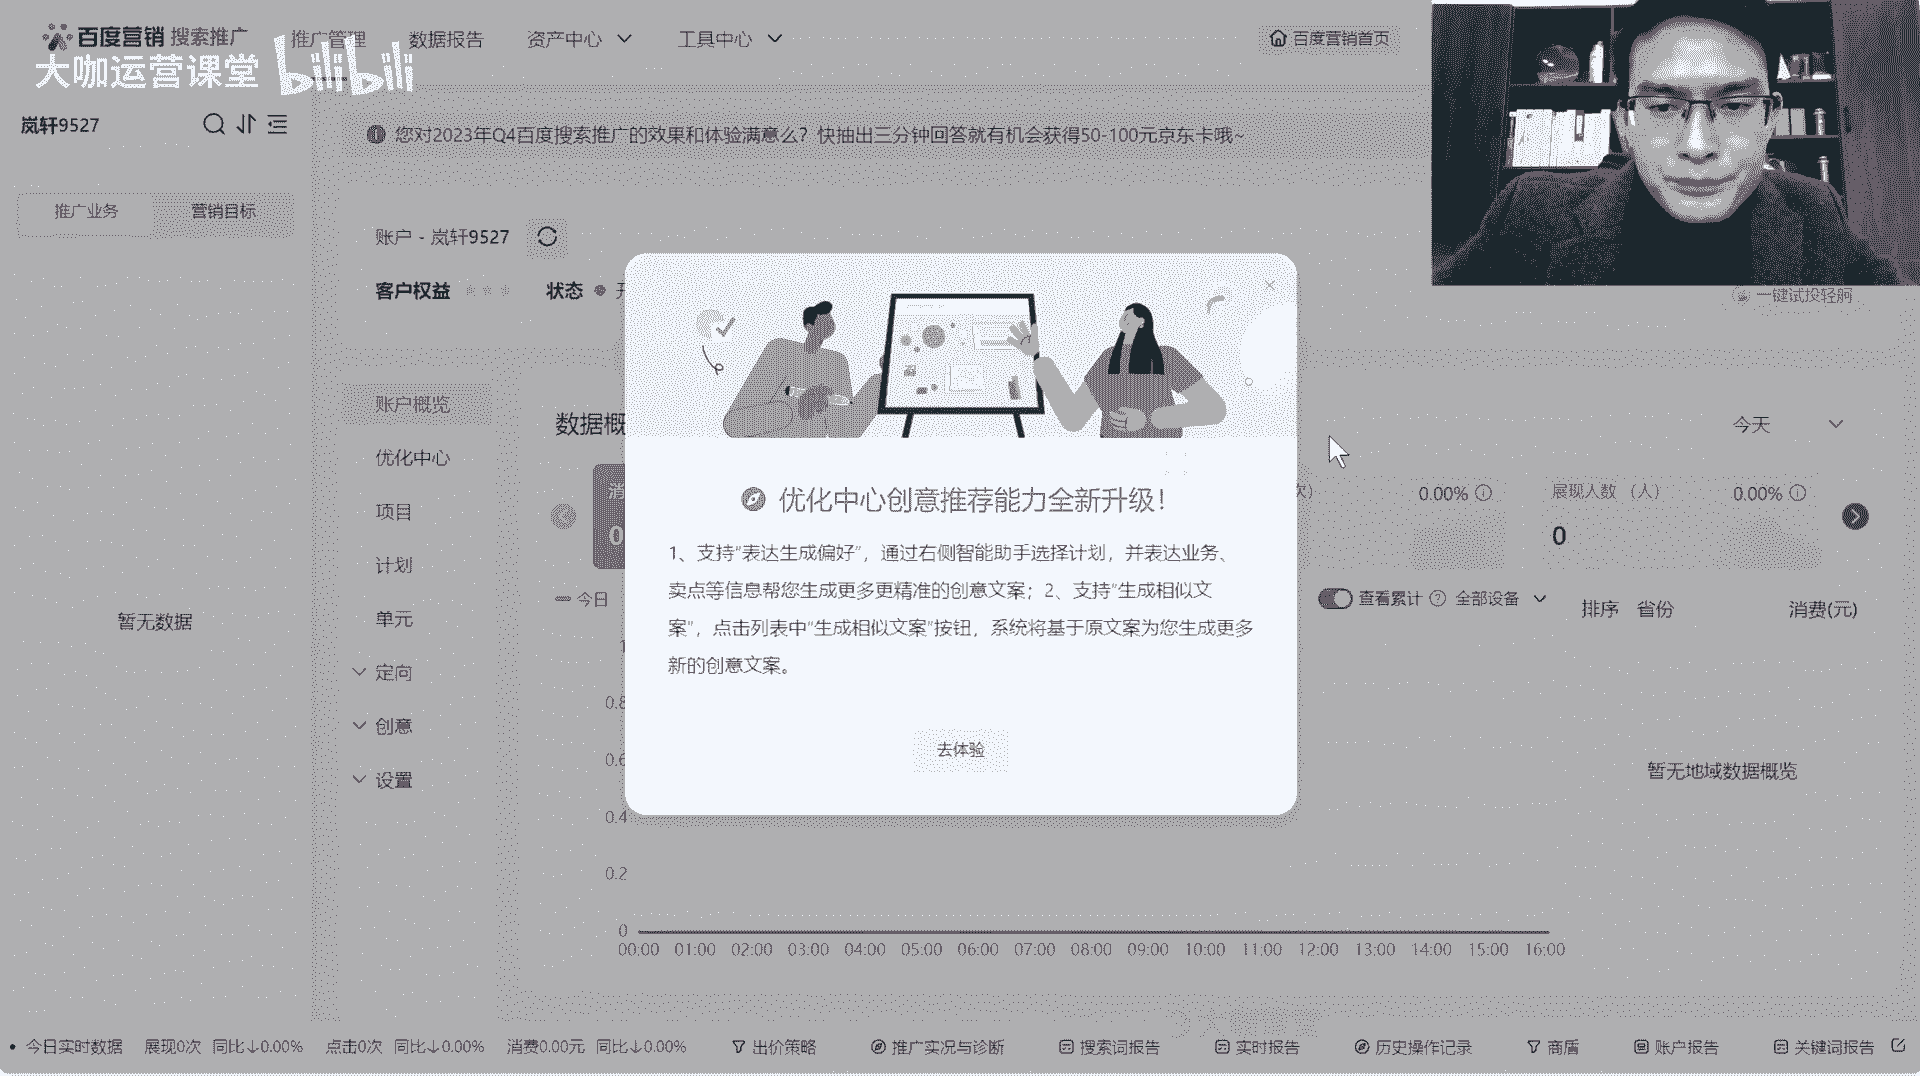 百度营销 搜索推广
推广管理
数据报告
资产中心
工具中心
百度营销首页
大咖运营课堂 bilibili
岚轩9527
您对2023年Q4百度搜索推广的效果和体验满意么？快抽出三分钟回答就有机会获得50-100元京东卡哦~
推广业务
营销目标
账户 - 岚轩9527
客户权益
状态
一键试投轻舸
账户概览
优化中心
项目
计划
单元
定向
创意
设置
暂无数据
数据概
今天
0.00%
展现人数 （人）
0.00%
0
0
今日
查看累计
全部设备
排序
省份
消费(元)
优化中心创意推荐能力全新升级！
1、支持“表达生成偏好”，通过右侧智能助手选择计划，并表达业务、
卖点等信息帮您生成更多更精准的创意文案；2、支持“生成相似文
案”，点击列表中“生成相似文案”按钮，系统将基于原文案为您生成更多
新的创意文案。
去体验
暂无地域数据概览
1
0.8
0.6
0.4
0.2
0
00:00 01:00 02:00 03:00 04:00 05:00 06:00 07:00 08:00 09:00 10:00 11:00 12:00 13:00 14:00 15:00 16:00
今日实时数据 展现0次 同比↓0.00% 点击0次 同比↓0.00% 消费0.00元 同比↓0.00% 出价策略 推广实况与诊断 搜索词报告 实时报告 历史操作记录 商盾 账户报告 关键词报告